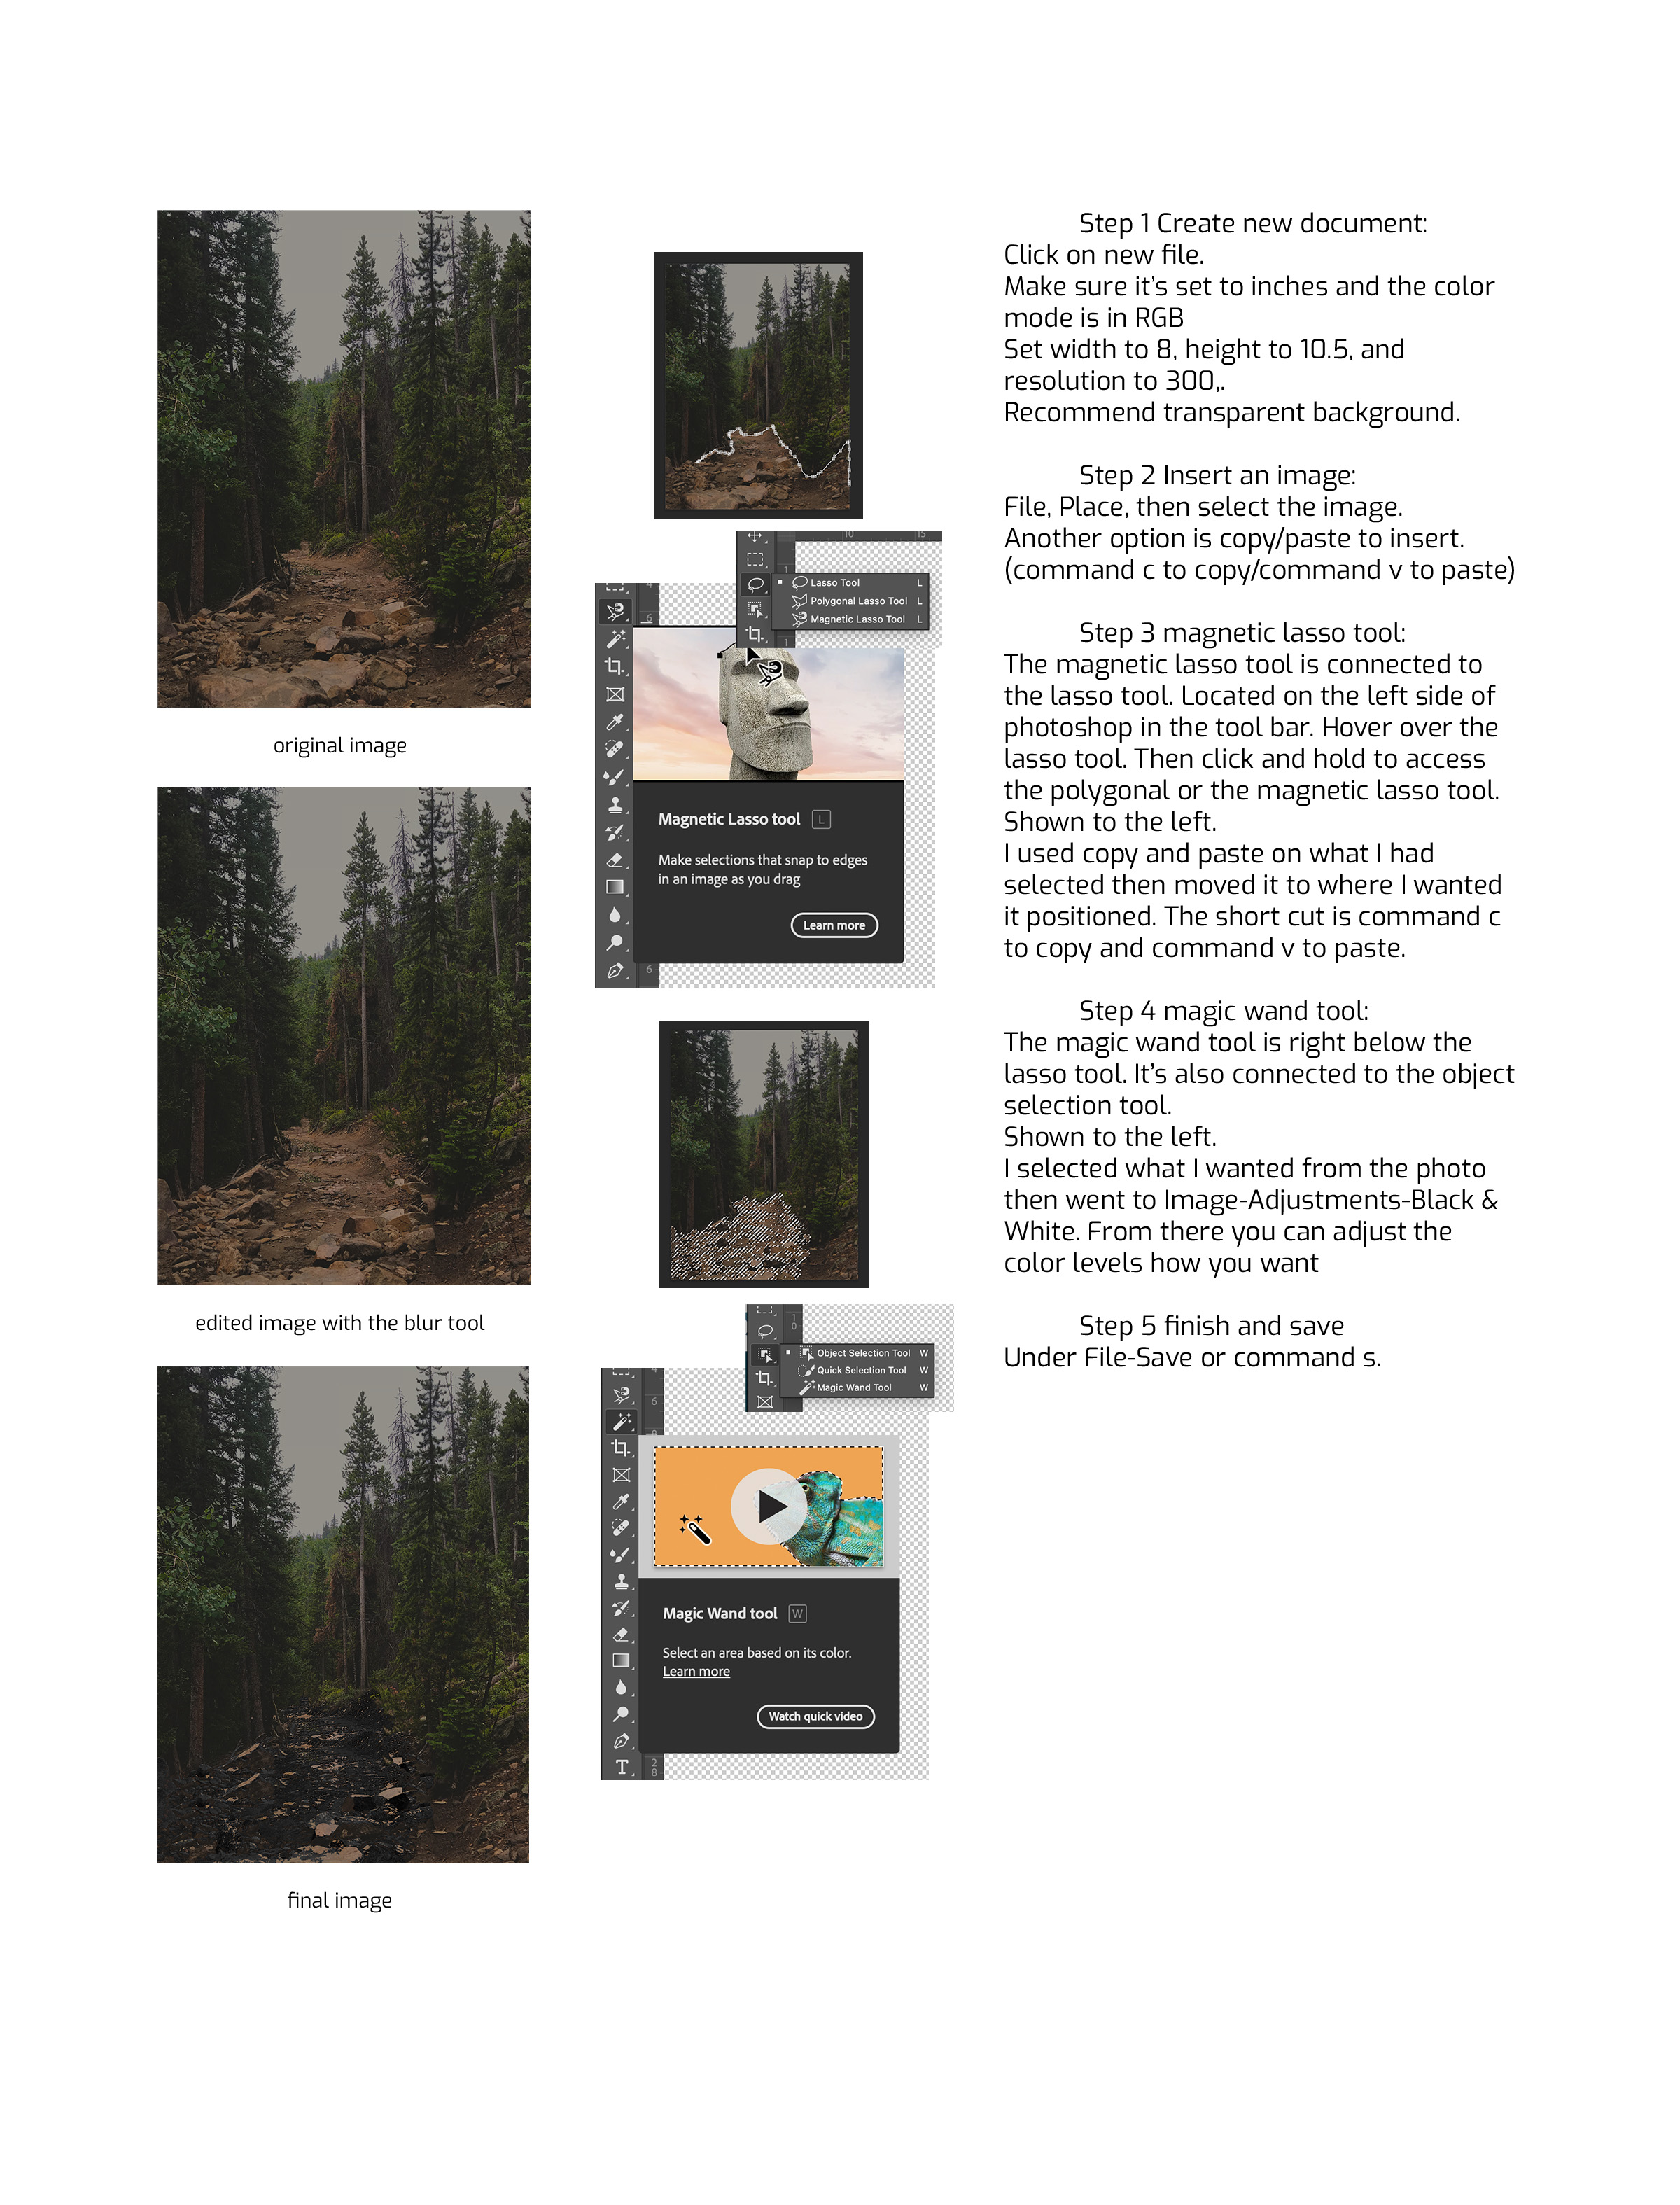 original image
edited image with the blur tool
final image
10
15
Lasso Tool L
Polygonal Lasso Tool L
Magnetic Lasso Tool L
6
1
Magnetic Lasso tool L
Make selections that snap to edges
in an image as you drag
Learn more
6
1
0
Object Selection Tool W
Quick Selection Tool W
Magic Wand Tool W
6
Magic Wand tool W
Select an area based on its color.
Learn more
Watch quick video
T
2
8
Step 1 Create new document:
Click on new file.
Make sure it's set to inches and the color
mode is in RGB
Set width to 8, height to 10.5, and
resolution to 300,.
Recommend transparent background.
Step 2 Insert an image:
File, Place, then select the image.
Another option is copy/paste to insert.
(command c to copy/command v to paste)
Step 3 magnetic lasso tool:
The magnetic lasso tool is connected to
the lasso tool. Located on the left side of
photoshop in the tool bar. Hover over the
lasso tool. Then click and hold to access
the polygonal or the magnetic lasso tool.
Shown to the left.
I used copy and paste on what I had
selected then moved it to where I wanted
it positioned. The short cut is command c
to copy and command v to paste.
Step 4 magic wand tool:
The magic wand tool is right below the
lasso tool. It's also connected to the object
selection tool.
Shown to the left.
I selected what I wanted from the photo
then went to Image-Adjustments-Black &
White. From there you can adjust the
color levels how you want
Step 5 finish and save
Under File-Save or command s.